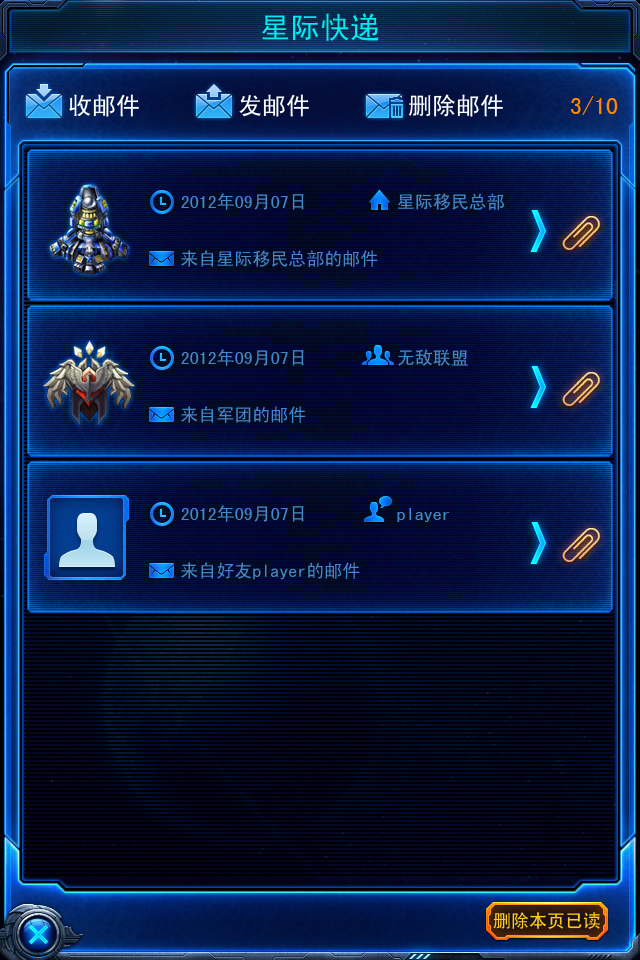 星际快递
收邮件 发邮件 删除邮件 3/10
2012年09月07日 星际移民总部
来自星际移民总部的邮件
2012年09月07日 无敌联盟
来自军团的邮件
2012年09月07日 player
来自好友player的邮件
删除本页已读